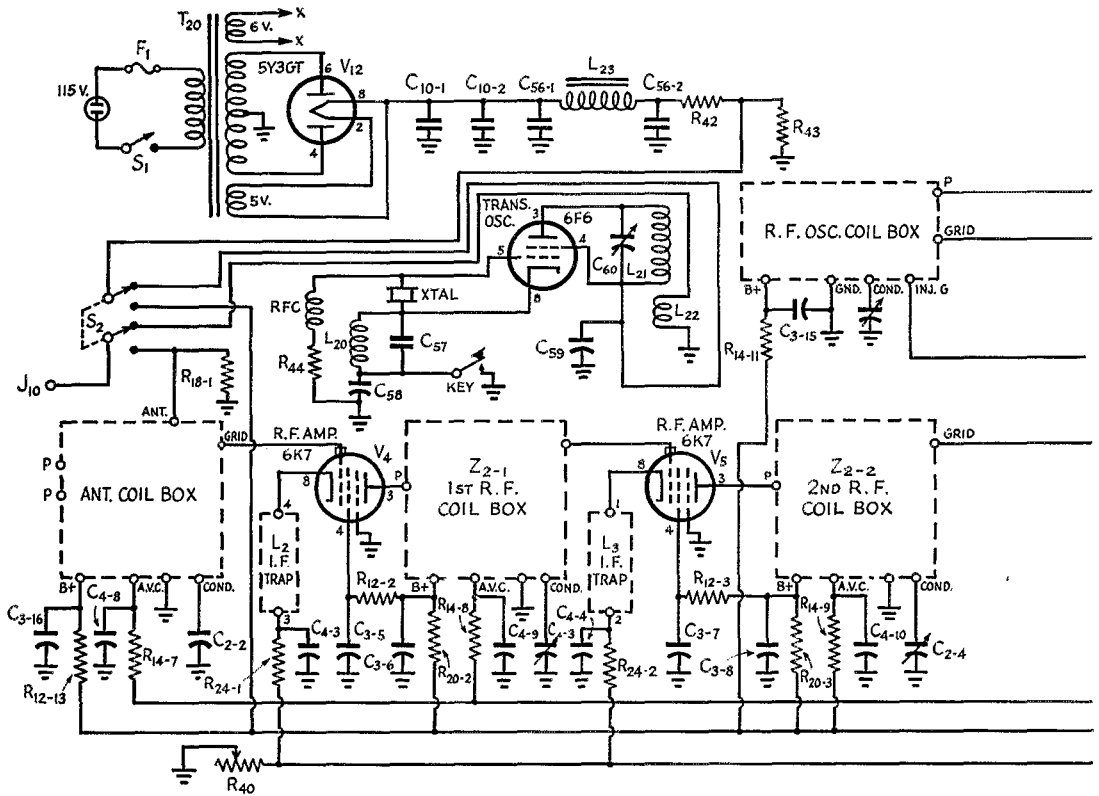 T20
6 V.
X
X
F1
5Y3GT
V12
6
8
2
4
115 V.
S1
5 V.
C10-1
C10-2
C56-1
L23
C56-2
R42
R43
TRANS. OSC.
6F6
3
5
4
8
C60
L21
L22
C59
R.F. OSC. COIL BOX
P
GRID
B+
GND.
COND.
INJ. G
C3-15
R14-11
RFC
XTAL
L20
C57
R44
C58
KEY
S2
J10
R18-1
ANT.
GRID
P
P
ANT. COIL BOX
B+
A.V.C.
COND.
C3-16
C4-8
R14-7
C2-2
R12-13
R.F. AMP.
6K7
V4
8
3
4
4
L2
I.F.
TRAP
3
R24-1
C4-3
C3-5
R12-2
C3-6
P
Z2-1
1ST R.F.
COIL BOX
B+
A.V.C.
COND.
R14-8
R20-2
C4-9
C2-3
C4-4
R.F. AMP.
6K7
V5
8
3
4
1
L3
I.F.
TRAP
2
R24-2
C3-7
R12-3
C3-8
P
Z2-2
2ND R.F.
COIL BOX
GRID
B+
A.V.C.
COND.
R14-9
R20-3
C4-10
C2-4
R40